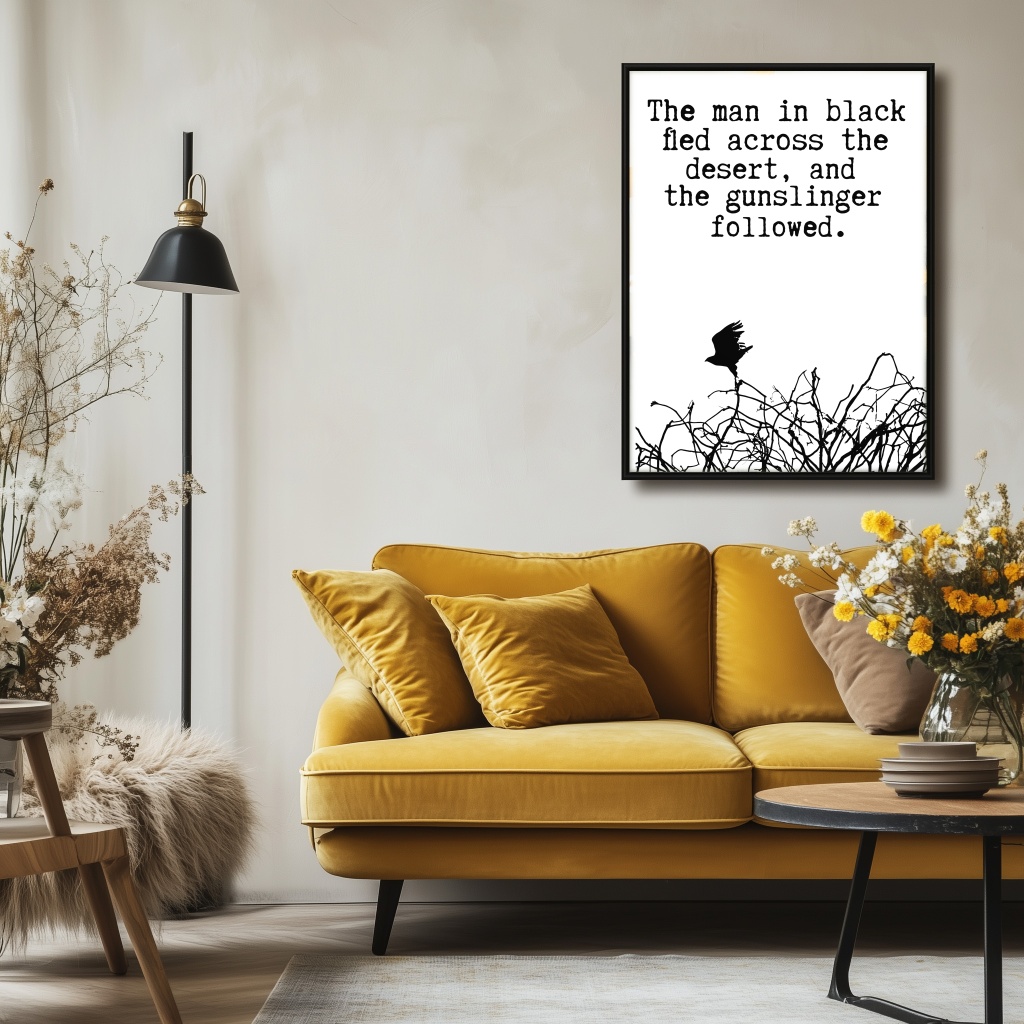 The man in black
fled across the
desert, and
the gunslinger
followed.